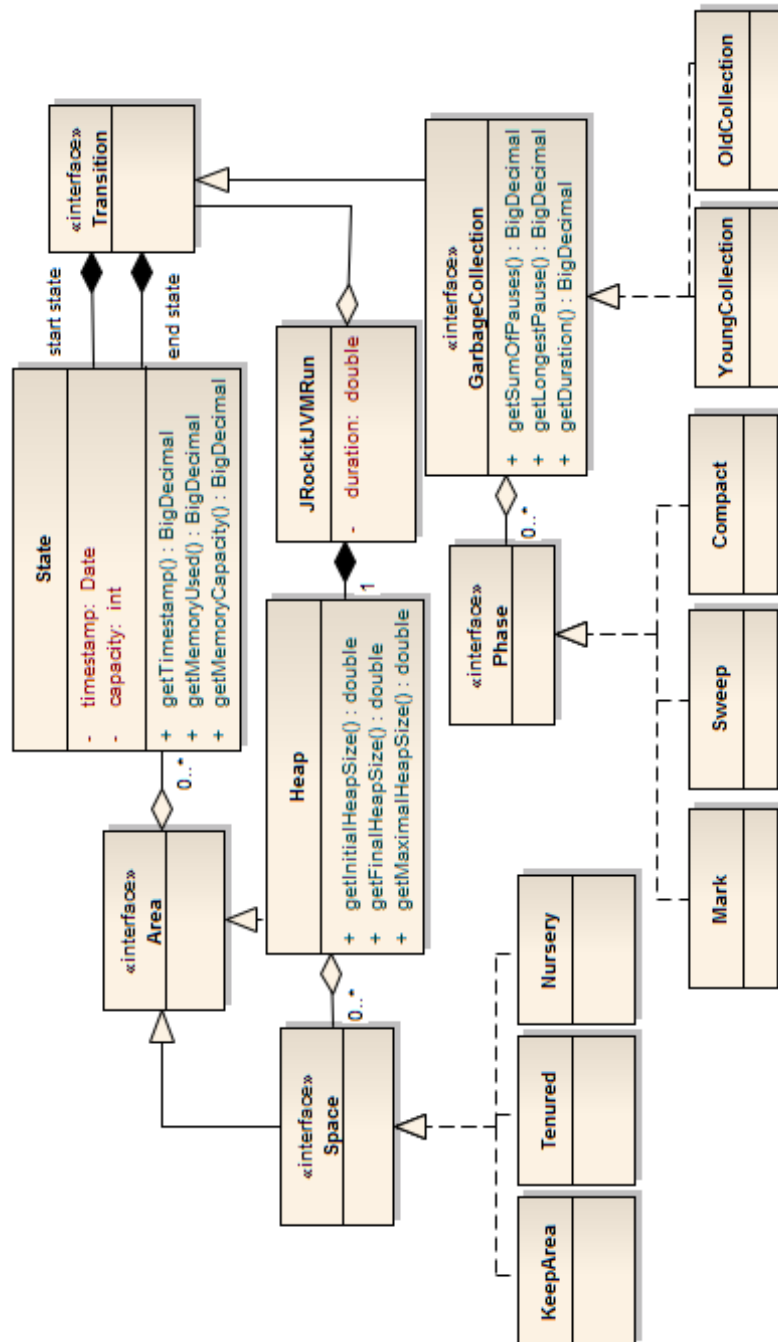 State
- timestamp: Date
- capacity: int
+ getTimestamp() : BigDecimal
+ getMemoryUsed() : BigDecimal
+ getMemoryCapacity() : BigDecimal
start state
end state
«interface»
Transition
0..*
«interface»
Area
Heap
+ getInitialHeapSize() : double
+ getFinalHeapSize() : double
+ getMaximalHeapSize() : double
1
JRockitJVMRun
- duration: double
0..*
«interface»
Space
«interface»
Phase
0..*
«interface»
GarbageCollection
+ getSumOfPauses() : BigDecimal
+ getLongestPause() : BigDecimal
+ getDuration() : BigDecimal
KeepArea
Tenured
Nursery
Mark
Sweep
Compact
YoungCollection
OldCollection